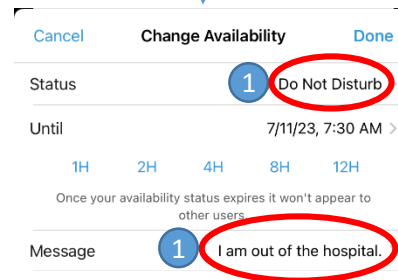 Cancel Change Availability Done
Status 1 Do Not Disturb
Until 7/11/23, 7:30 AM >
1H 2H 4H 8H 12H
Once your availability status expires it won't appear to
other users.
Message 1 I am out of the hospital.